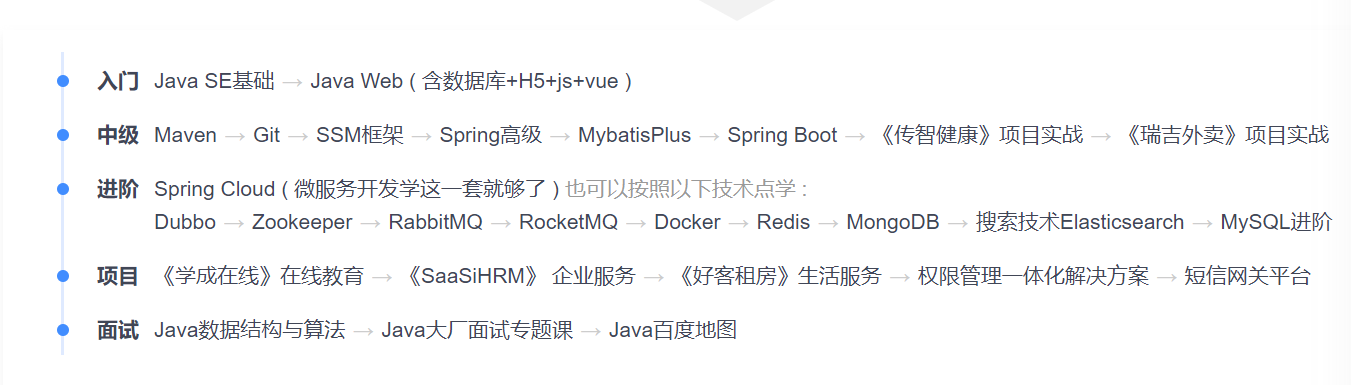 入门 Java SE基础 → Java Web ( 含数据库+H5+js+vue )
中级 Maven → Git → SSM框架 → Spring高级 → MybatisPlus → Spring Boot → 《传智健康》项目实战 → 《瑞吉外卖》项目实战
进阶 Spring Cloud ( 微服务开发学这一套就够了 ) 也可以按照以下技术点学 :
Dubbo → Zookeeper → RabbitMQ → RocketMQ → Docker → Redis → MongoDB → 搜索技术Elasticsearch → MySQL进阶
项目 《学成在线》在线教育 → 《SaaSiHRM》 企业服务 → 《好客租房》生活服务 → 权限管理一体化解决方案 → 短信网关平台
面试 Java数据结构与算法 → Java大厂面试专题课 → Java百度地图